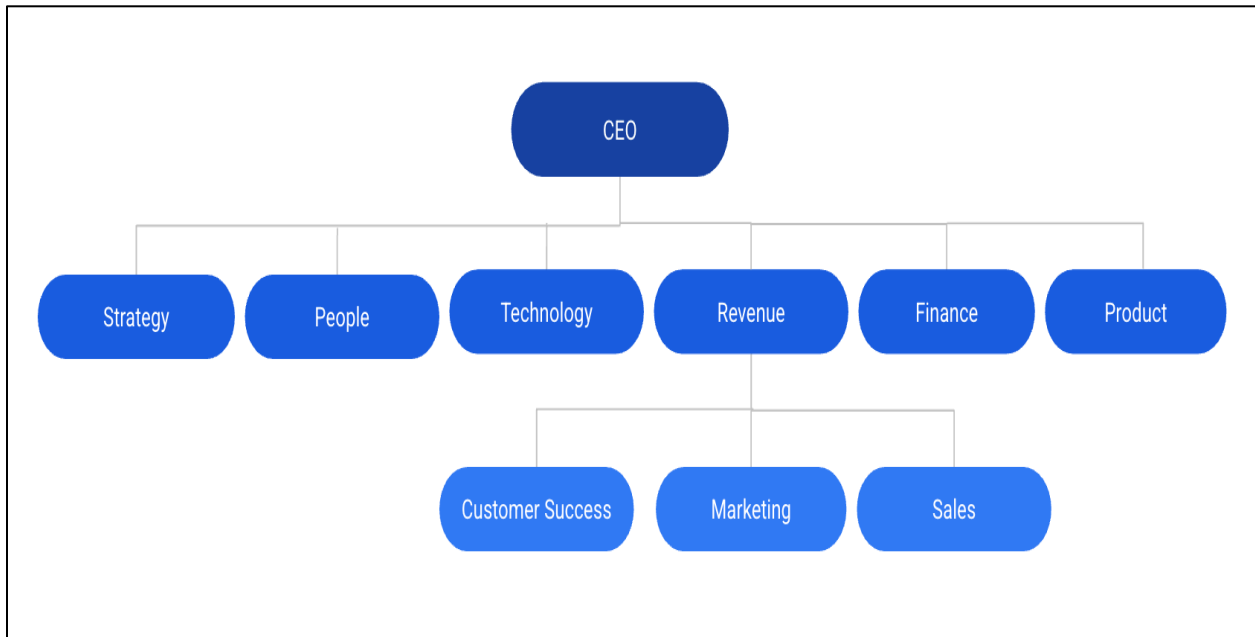 CEO
Strategy
People
Technology
Revenue
Finance
Product
Customer Success
Marketing
Sales